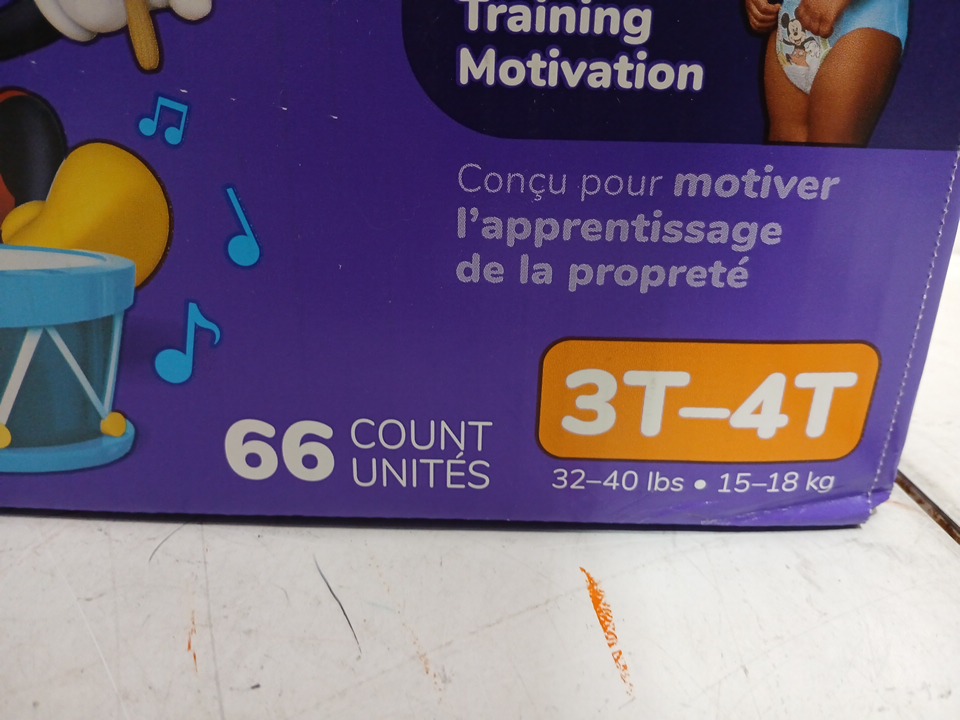 Training
Motivation
Conçu pour motiver
l'apprentissage
de la propreté
3T–4T
66 COUNT
UNITÉS
32–40 lbs • 15–18 kg